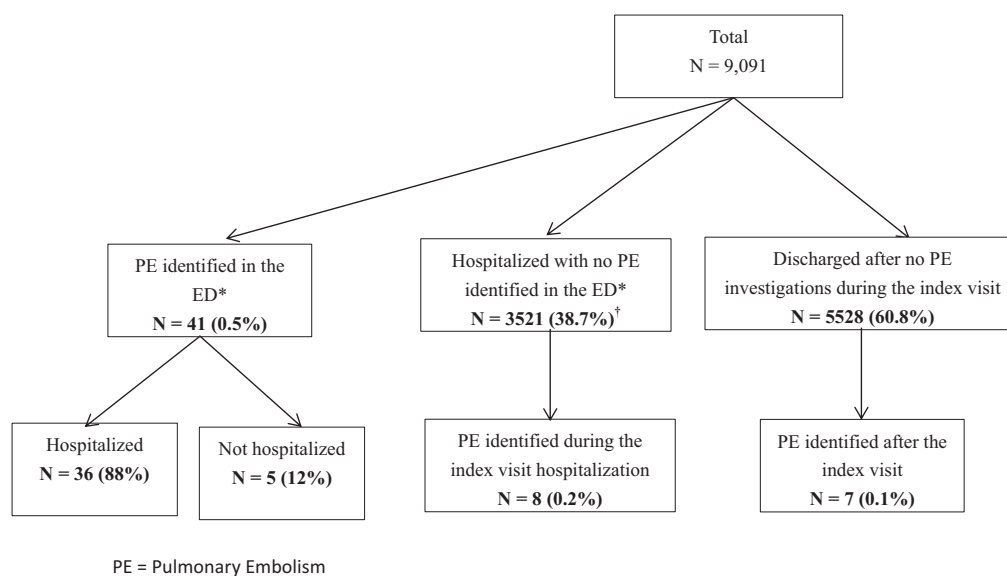 Total
N = 9,091
PE identified in the
ED*
N = 41 (0.5%)
Hospitalized with no PE
identified in the ED*
N = 3521 (38.7%)†
Discharged after no PE
investigations during the index visit
N = 5528 (60.8%)
Hospitalized
N = 36 (88%)
Not hospitalized
N = 5 (12%)
PE identified during the
index visit hospitalization
N = 8 (0.2%)
PE identified after the
index visit
N = 7 (0.1%)
PE = Pulmonary Embolism